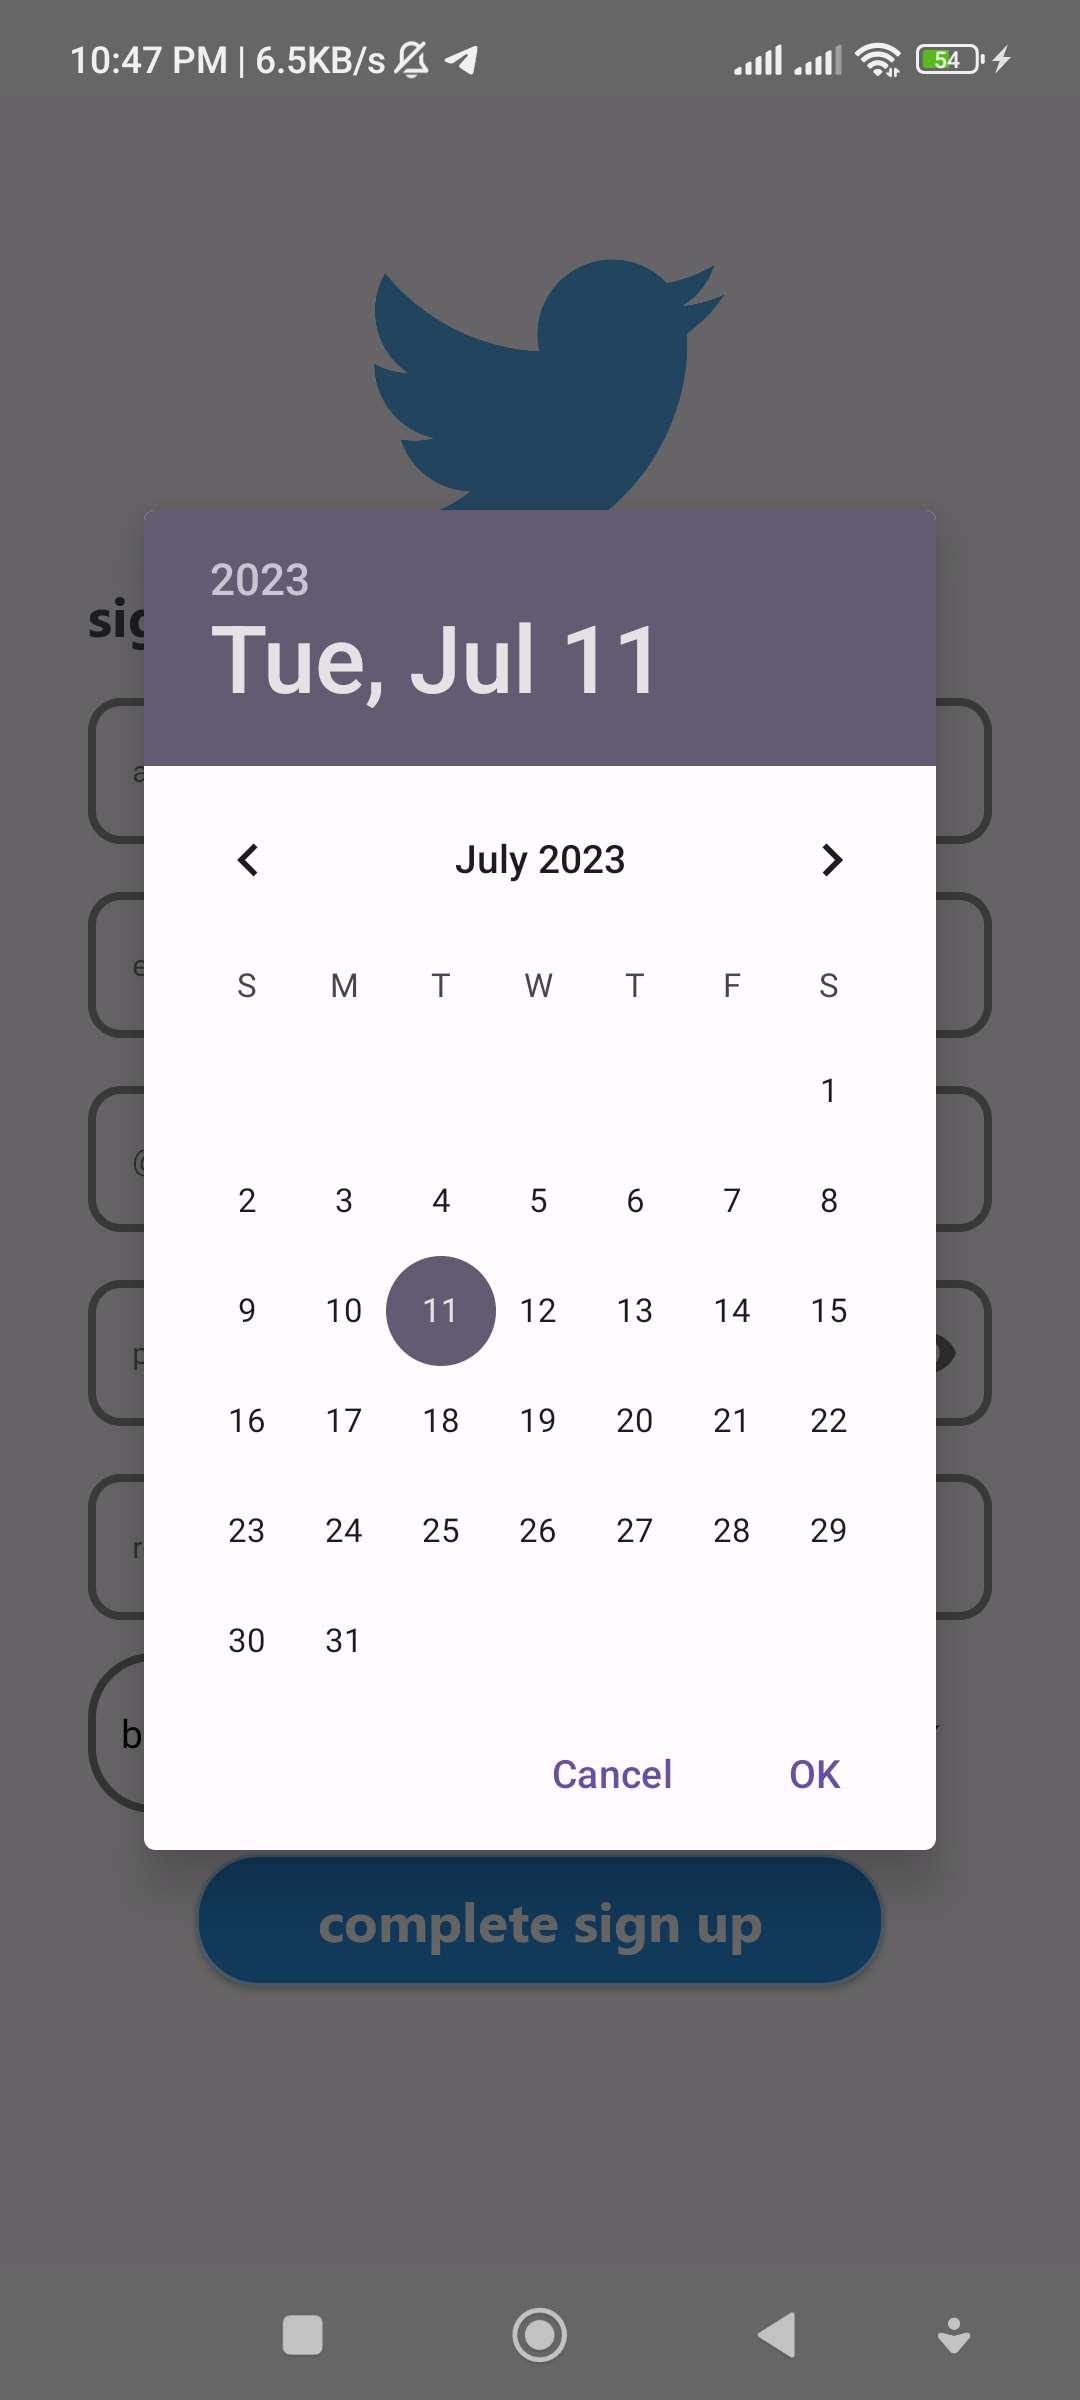 10:47 PM | 6.5KB/s
54
2023
Tue, Jul 11
July 2023
S M T W T F S
1
2 3 4 5 6 7 8
9 10 11 12 13 14 15
16 17 18 19 20 21 22
23 24 25 26 27 28 29
30 31
Cancel OK
complete sign up